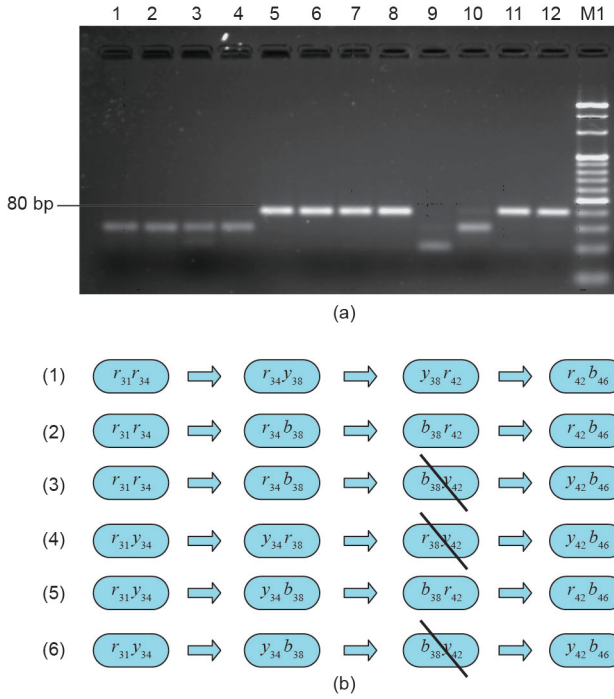 1 2 3 4 5 6 7 8 9 10 11 12 M1
80 bp
(a)
(1) r₃₁r₃₄ r₃₄y₃₈ y₃₈r₄₂ r₄₂b₄₆
(2) r₃₁r₃₄ r₃₄b₃₈ b₃₈r₄₂ r₄₂b₄₆
(3) r₃₁r₃₄ r₃₄b₃₈ b₃₈y₄₂ y₄₂b₄₆
(4) r₃₁y₃₄ y₃₄r₃₈ r₃₈y₄₂ y₄₂b₄₆
(5) r₃₁y₃₄ y₃₄b₃₈ b₃₈r₄₂ r₄₂b₄₆
(6) r₃₁y₃₄ y₃₄b₃₈ b₃₈y₄₂ y₄₂b₄₆
(b)